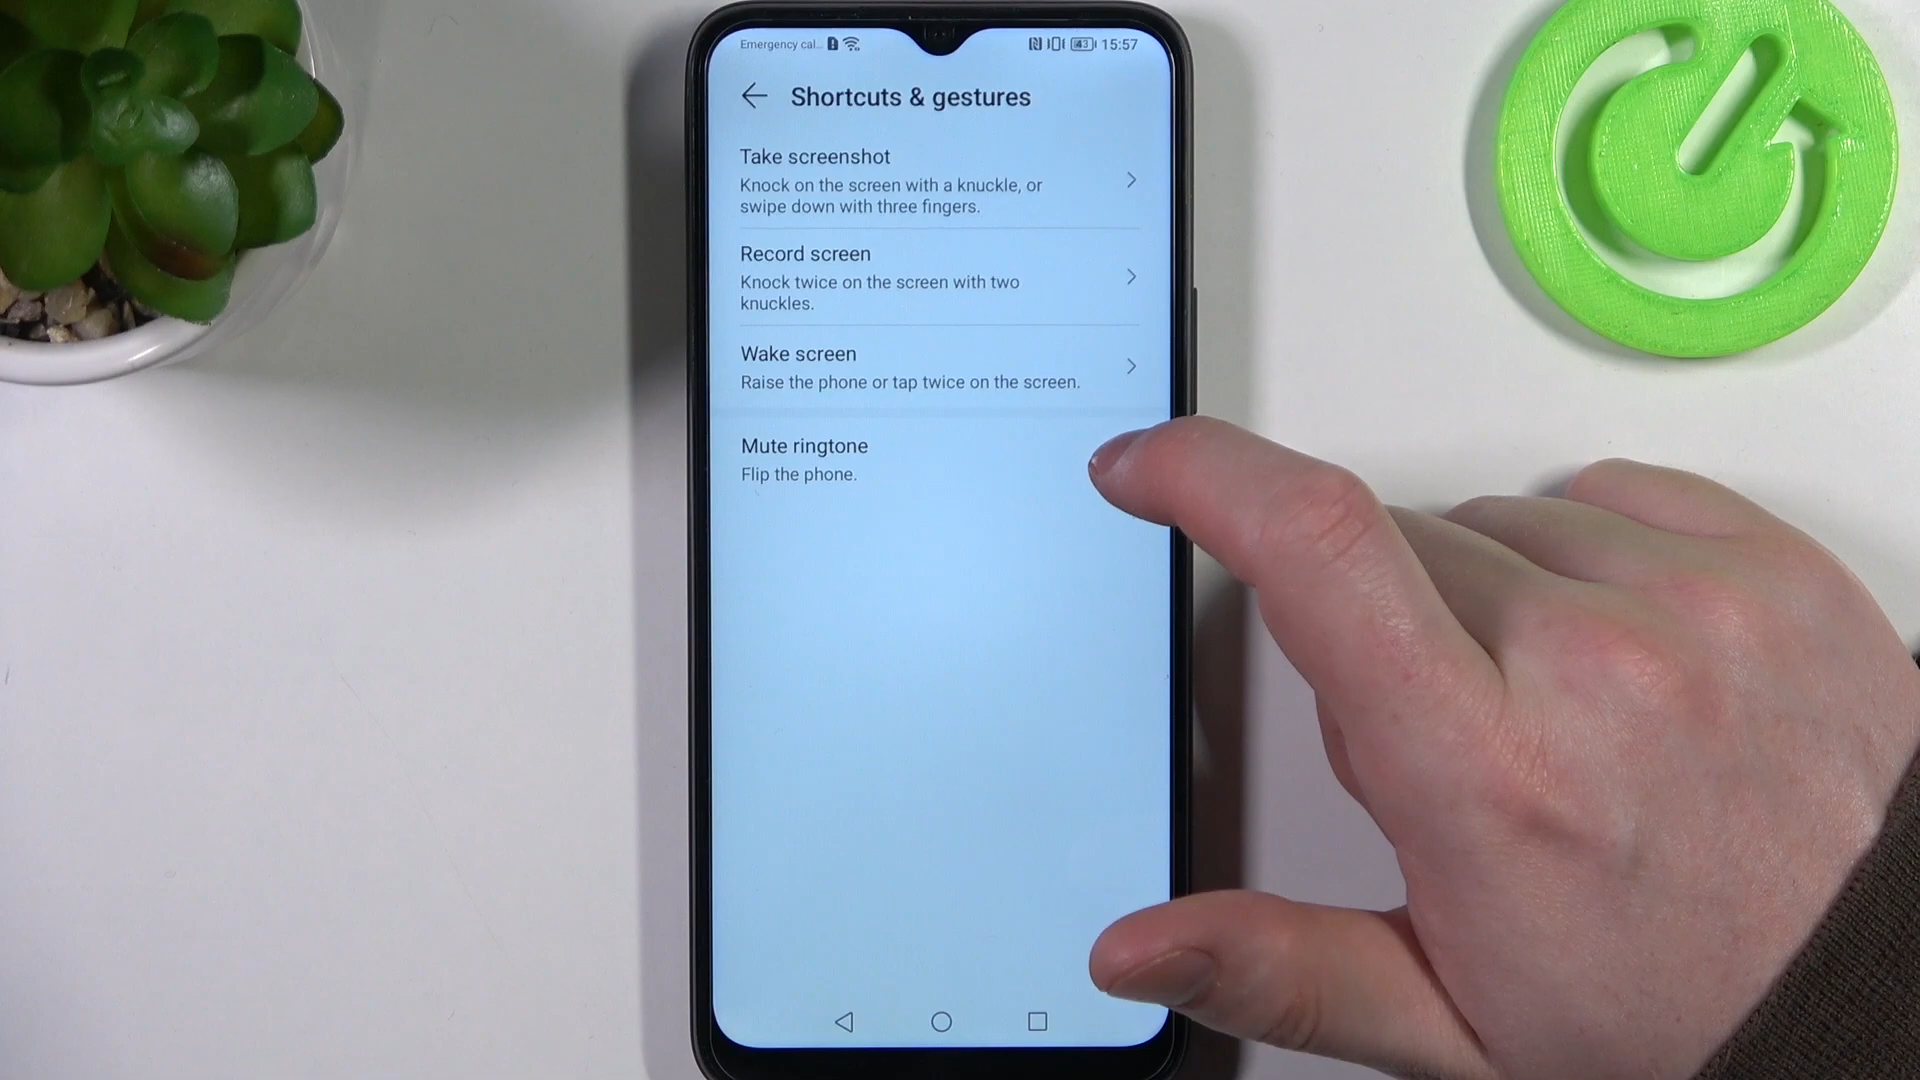 Emergency cal... 43 15:57
Shortcuts & gestures
Take screenshot
Knock on the screen with a knuckle, or
swipe down with three fingers.
Record screen
Knock twice on the screen with two
knuckles.
Wake screen
Raise the phone or tap twice on the screen.
Mute ringtone
Flip the phone.